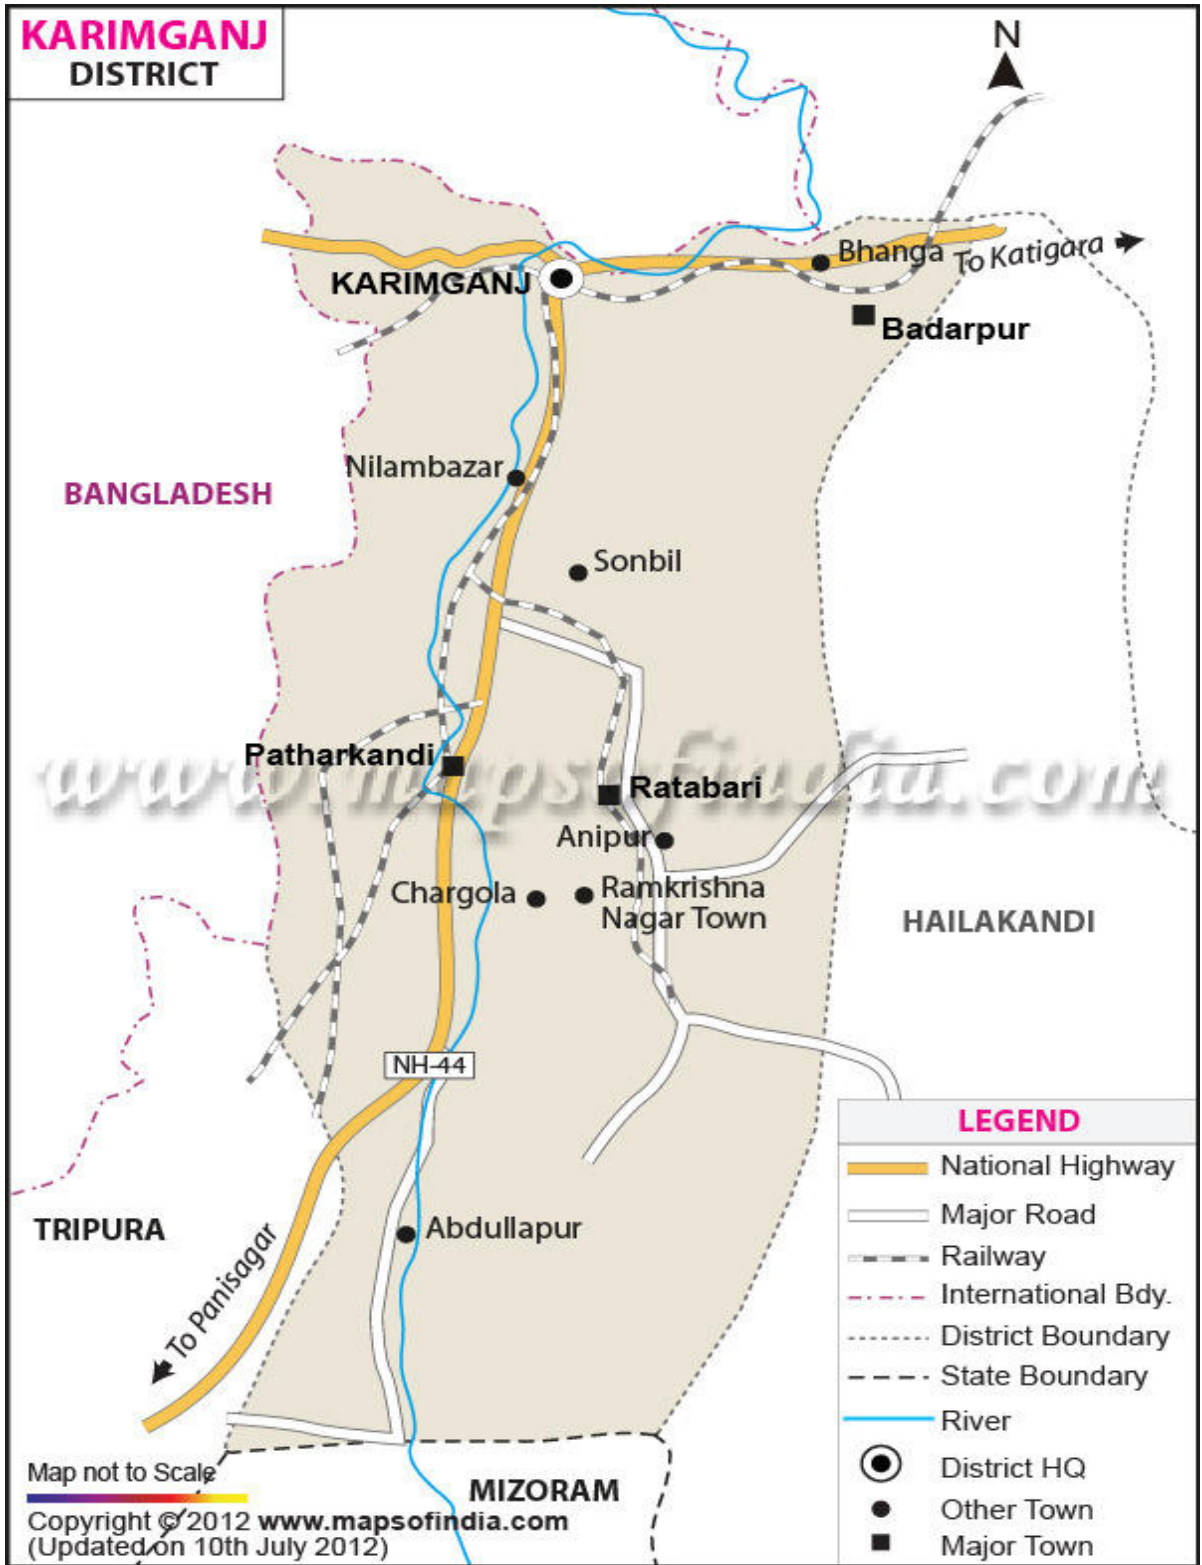 KARIMGANJ
DISTRICT
N
Bhanga
To Katigara
KARIMGANJ
Badarpur
Nilambazar
BANGLADESH
Sonbil
Patharkandi
www.mapsofindia.com
Ratabari
Anipur
Chargola
Ramkrishna
Nagar Town
HAILAKANDI
NH-44
TRIPURA
To Panisagar
Abdullapur
MIZORAM
LEGEND
National Highway
Major Road
Railway
International Bdy.
District Boundary
State Boundary
River
District HQ
Other Town
Major Town
Map not to Scale
Copyright © 2012 www.mapsofindia.com
(Updated on 10th July 2012)